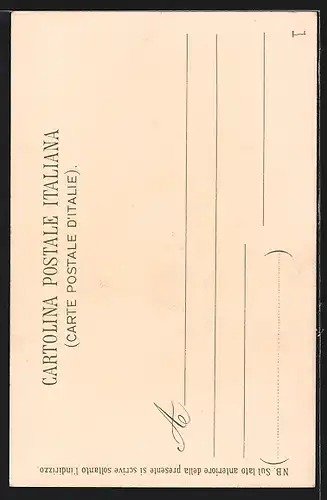 CARTOLINA POSTALE ITALIANA
(CARTE POSTALE D'ITALIE).
A
NB. Sul lato anteriore della presente si scrive soltanto l'indirizzo.
1